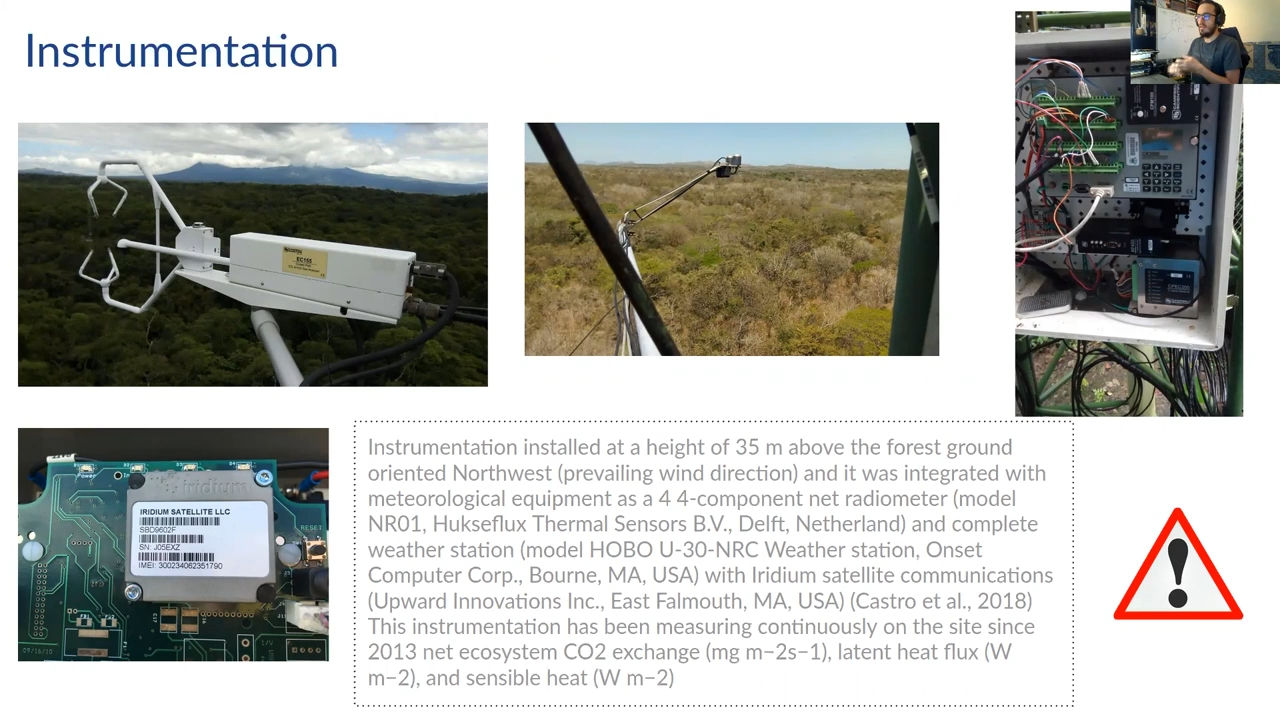 Instrumentation
EC155
iridium
IRIDIUM SATELLITE LLC
SBD9602F
SN: J05EXZ
IMEI: 300234062351790
RESET
09/16/10
Instrumentation installed at a height of 35 m above the forest ground
oriented Northwest (prevailing wind direction) and it was integrated with
meteorological equipment as a 4 4-component net radiometer (model
NR01, Hukseflux Thermal Sensors B.V., Delft, Netherland) and complete
weather station (model HOBO U-30-NRC Weather station, Onset
Computer Corp., Bourne, MA, USA) with Iridium satellite communications
(Upward Innovations Inc., East Falmouth, MA, USA) (Castro et al., 2018)
This instrumentation has been measuring continuously on the site since
2013 net ecosystem CO2 exchange (mg m−2s−1), latent heat flux (W
m−2), and sensible heat (W m−2)